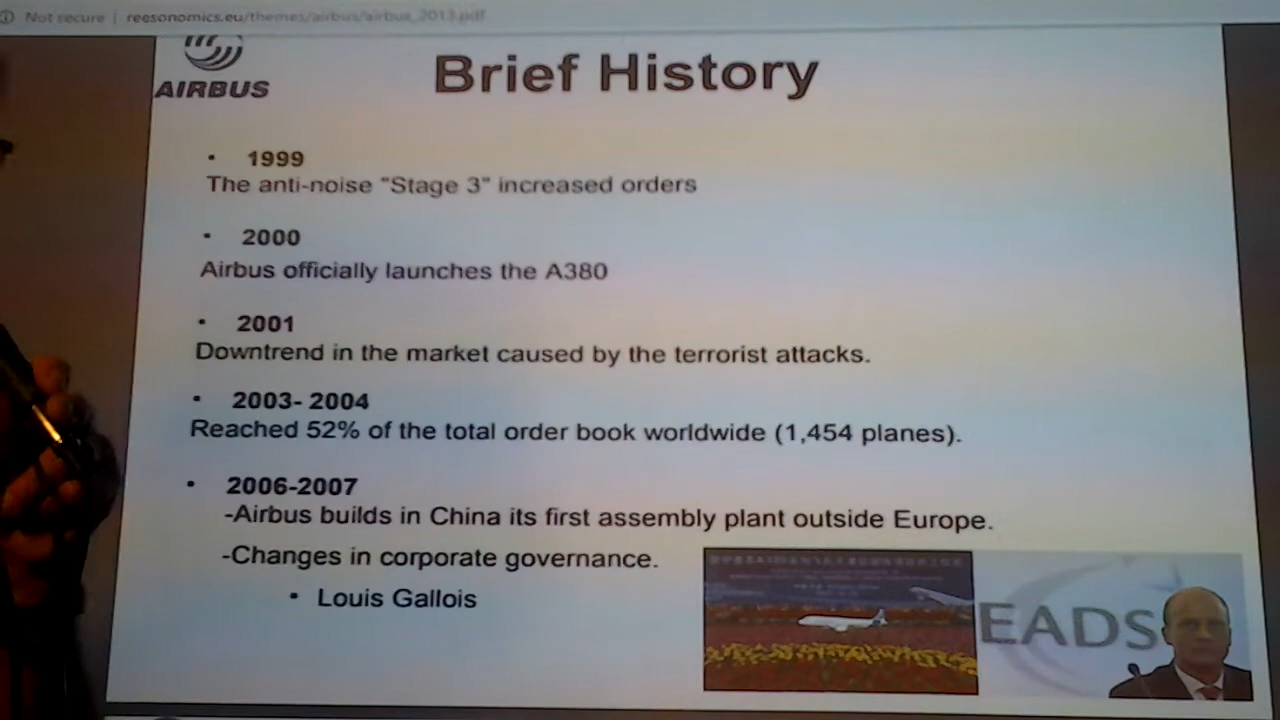 Not secure | reesonomics.eu/themes/airbus/airbus_2013.pdf
AIRBUS
Brief History
• 1999
The anti-noise "Stage 3" increased orders
• 2000
Airbus officially launches the A380
• 2001
Downtrend in the market caused by the terrorist attacks.
• 2003- 2004
Reached 52% of the total order book worldwide (1,454 planes).
• 2006-2007
-Airbus builds in China its first assembly plant outside Europe.
-Changes in corporate governance.
• Louis Gallois
EADS